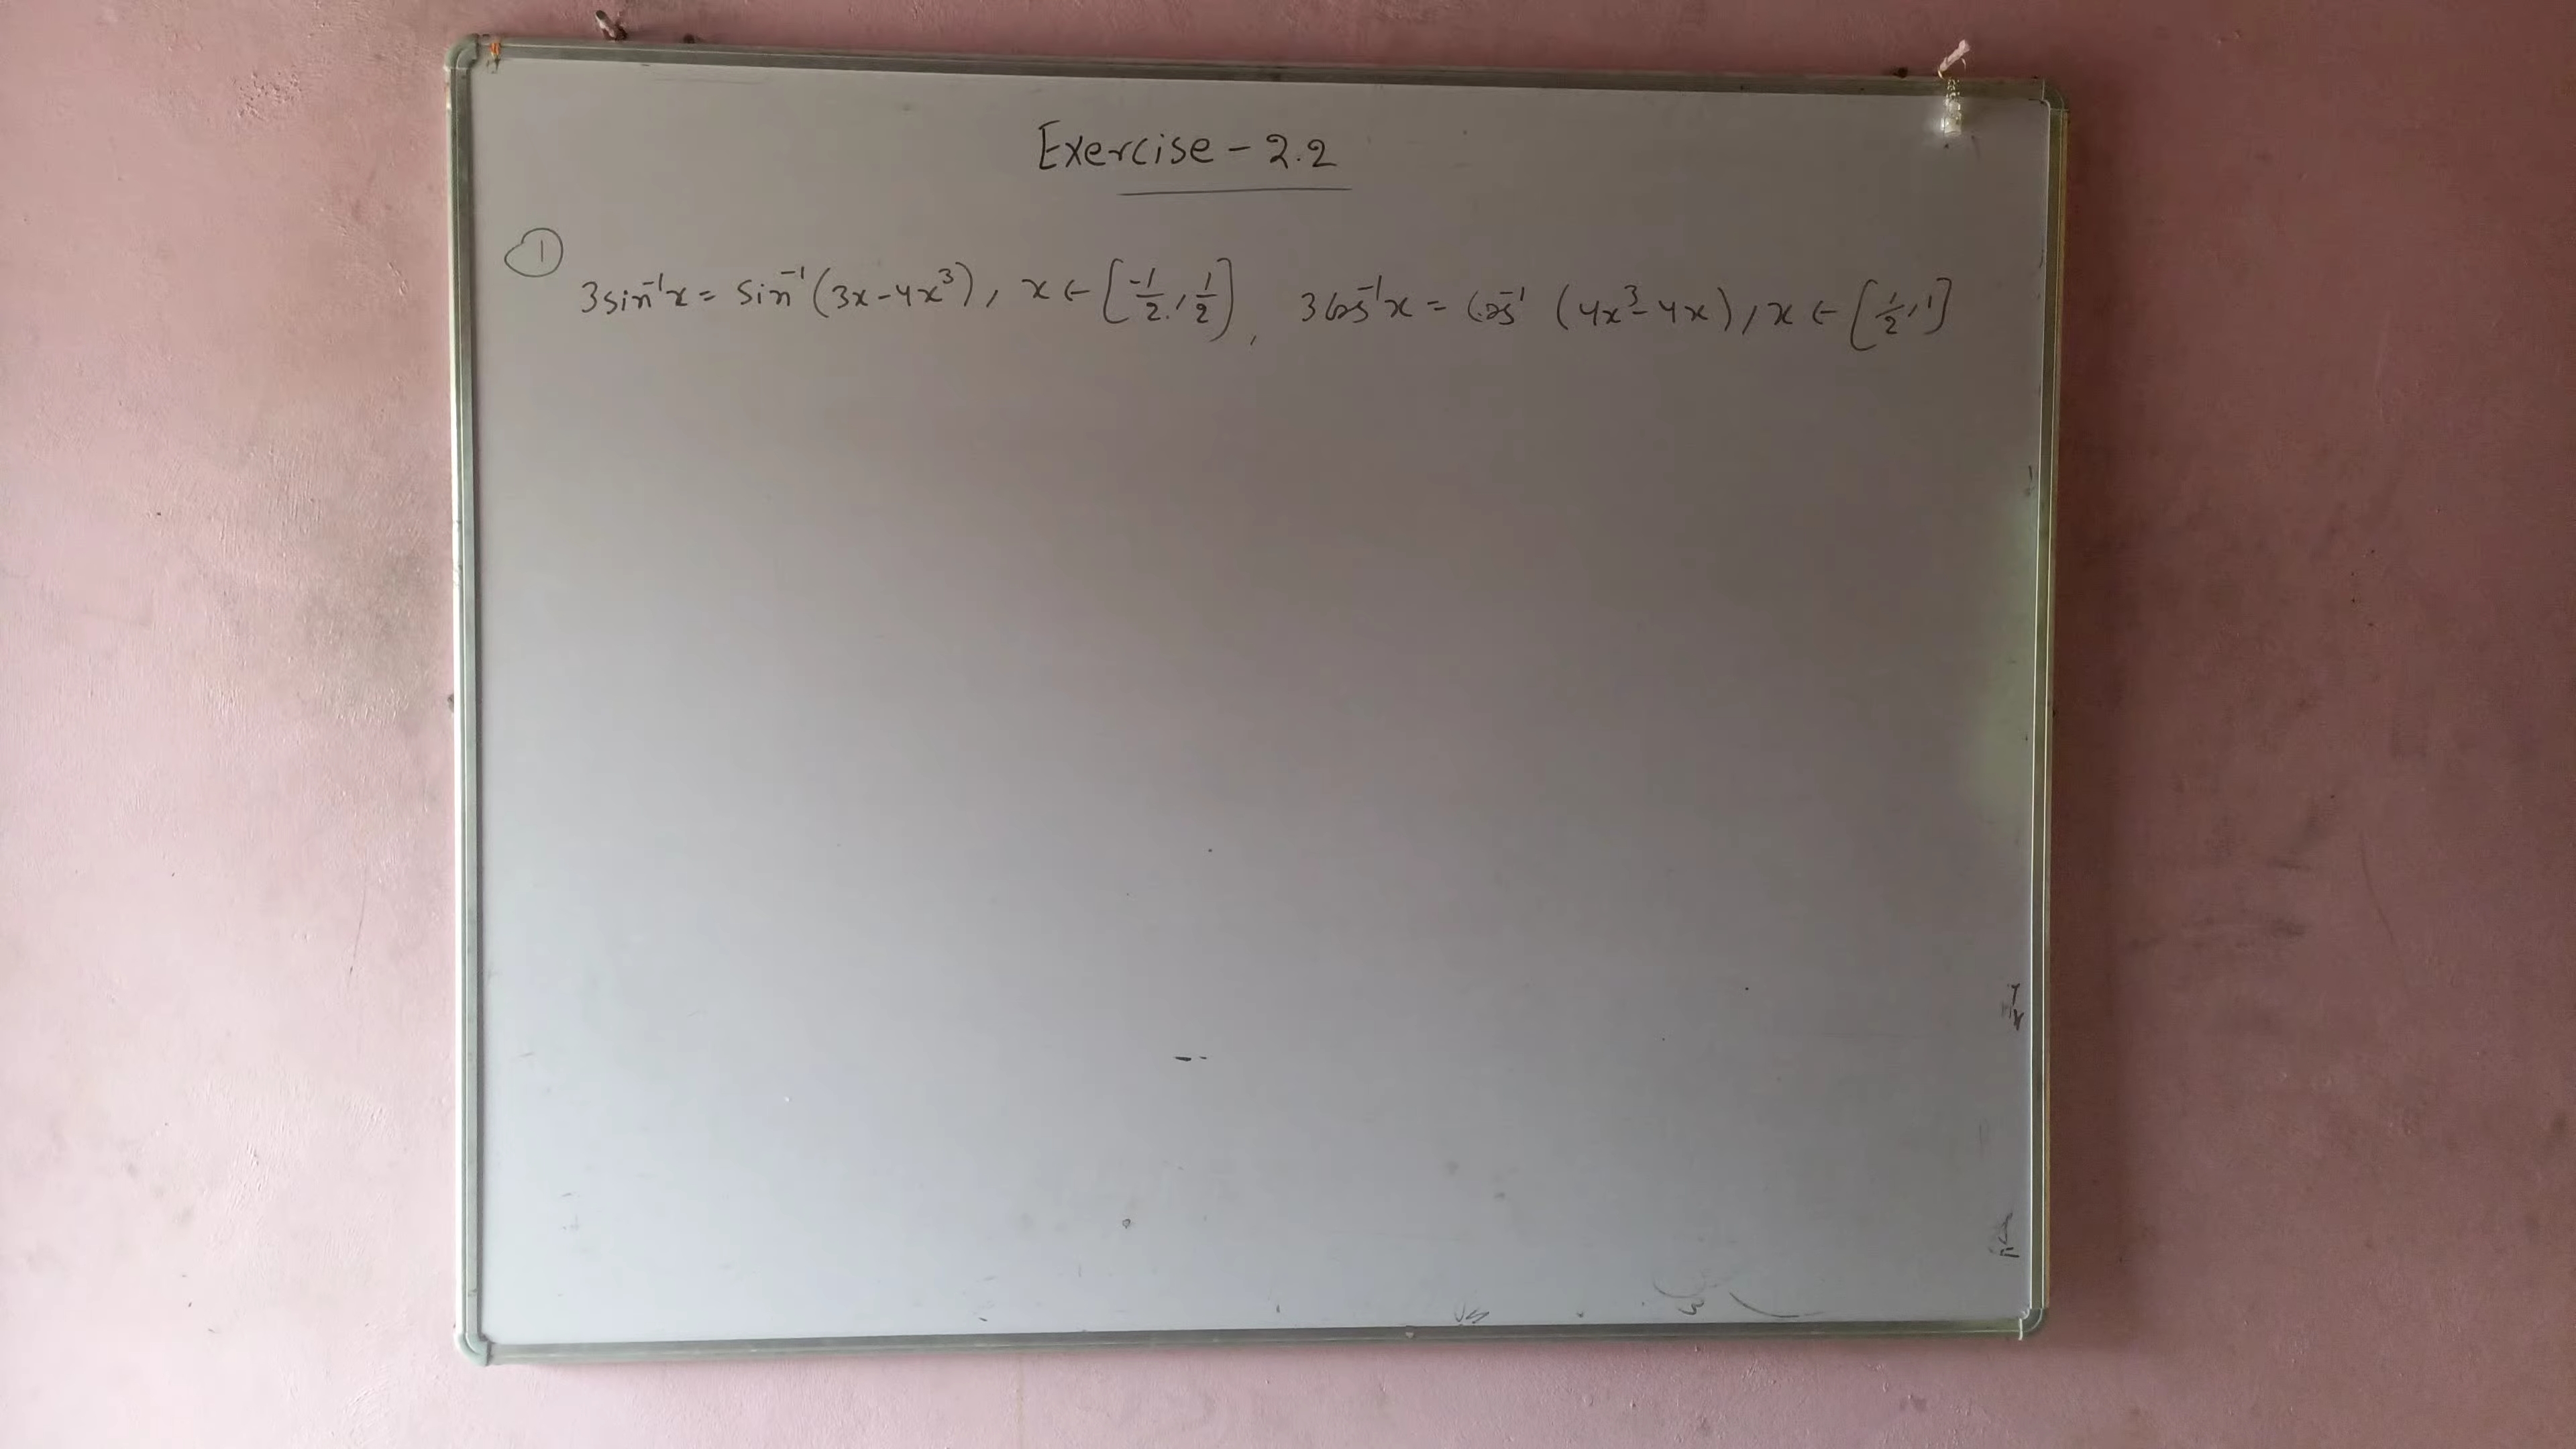 Exercise - 2.2
① 3sin⁻¹x = sin⁻¹(3x-4x³), x ∈ [-1/2, 1/2], 3cos⁻¹x = cos⁻¹(4x³-4x), x ∈ [1/2, 1]